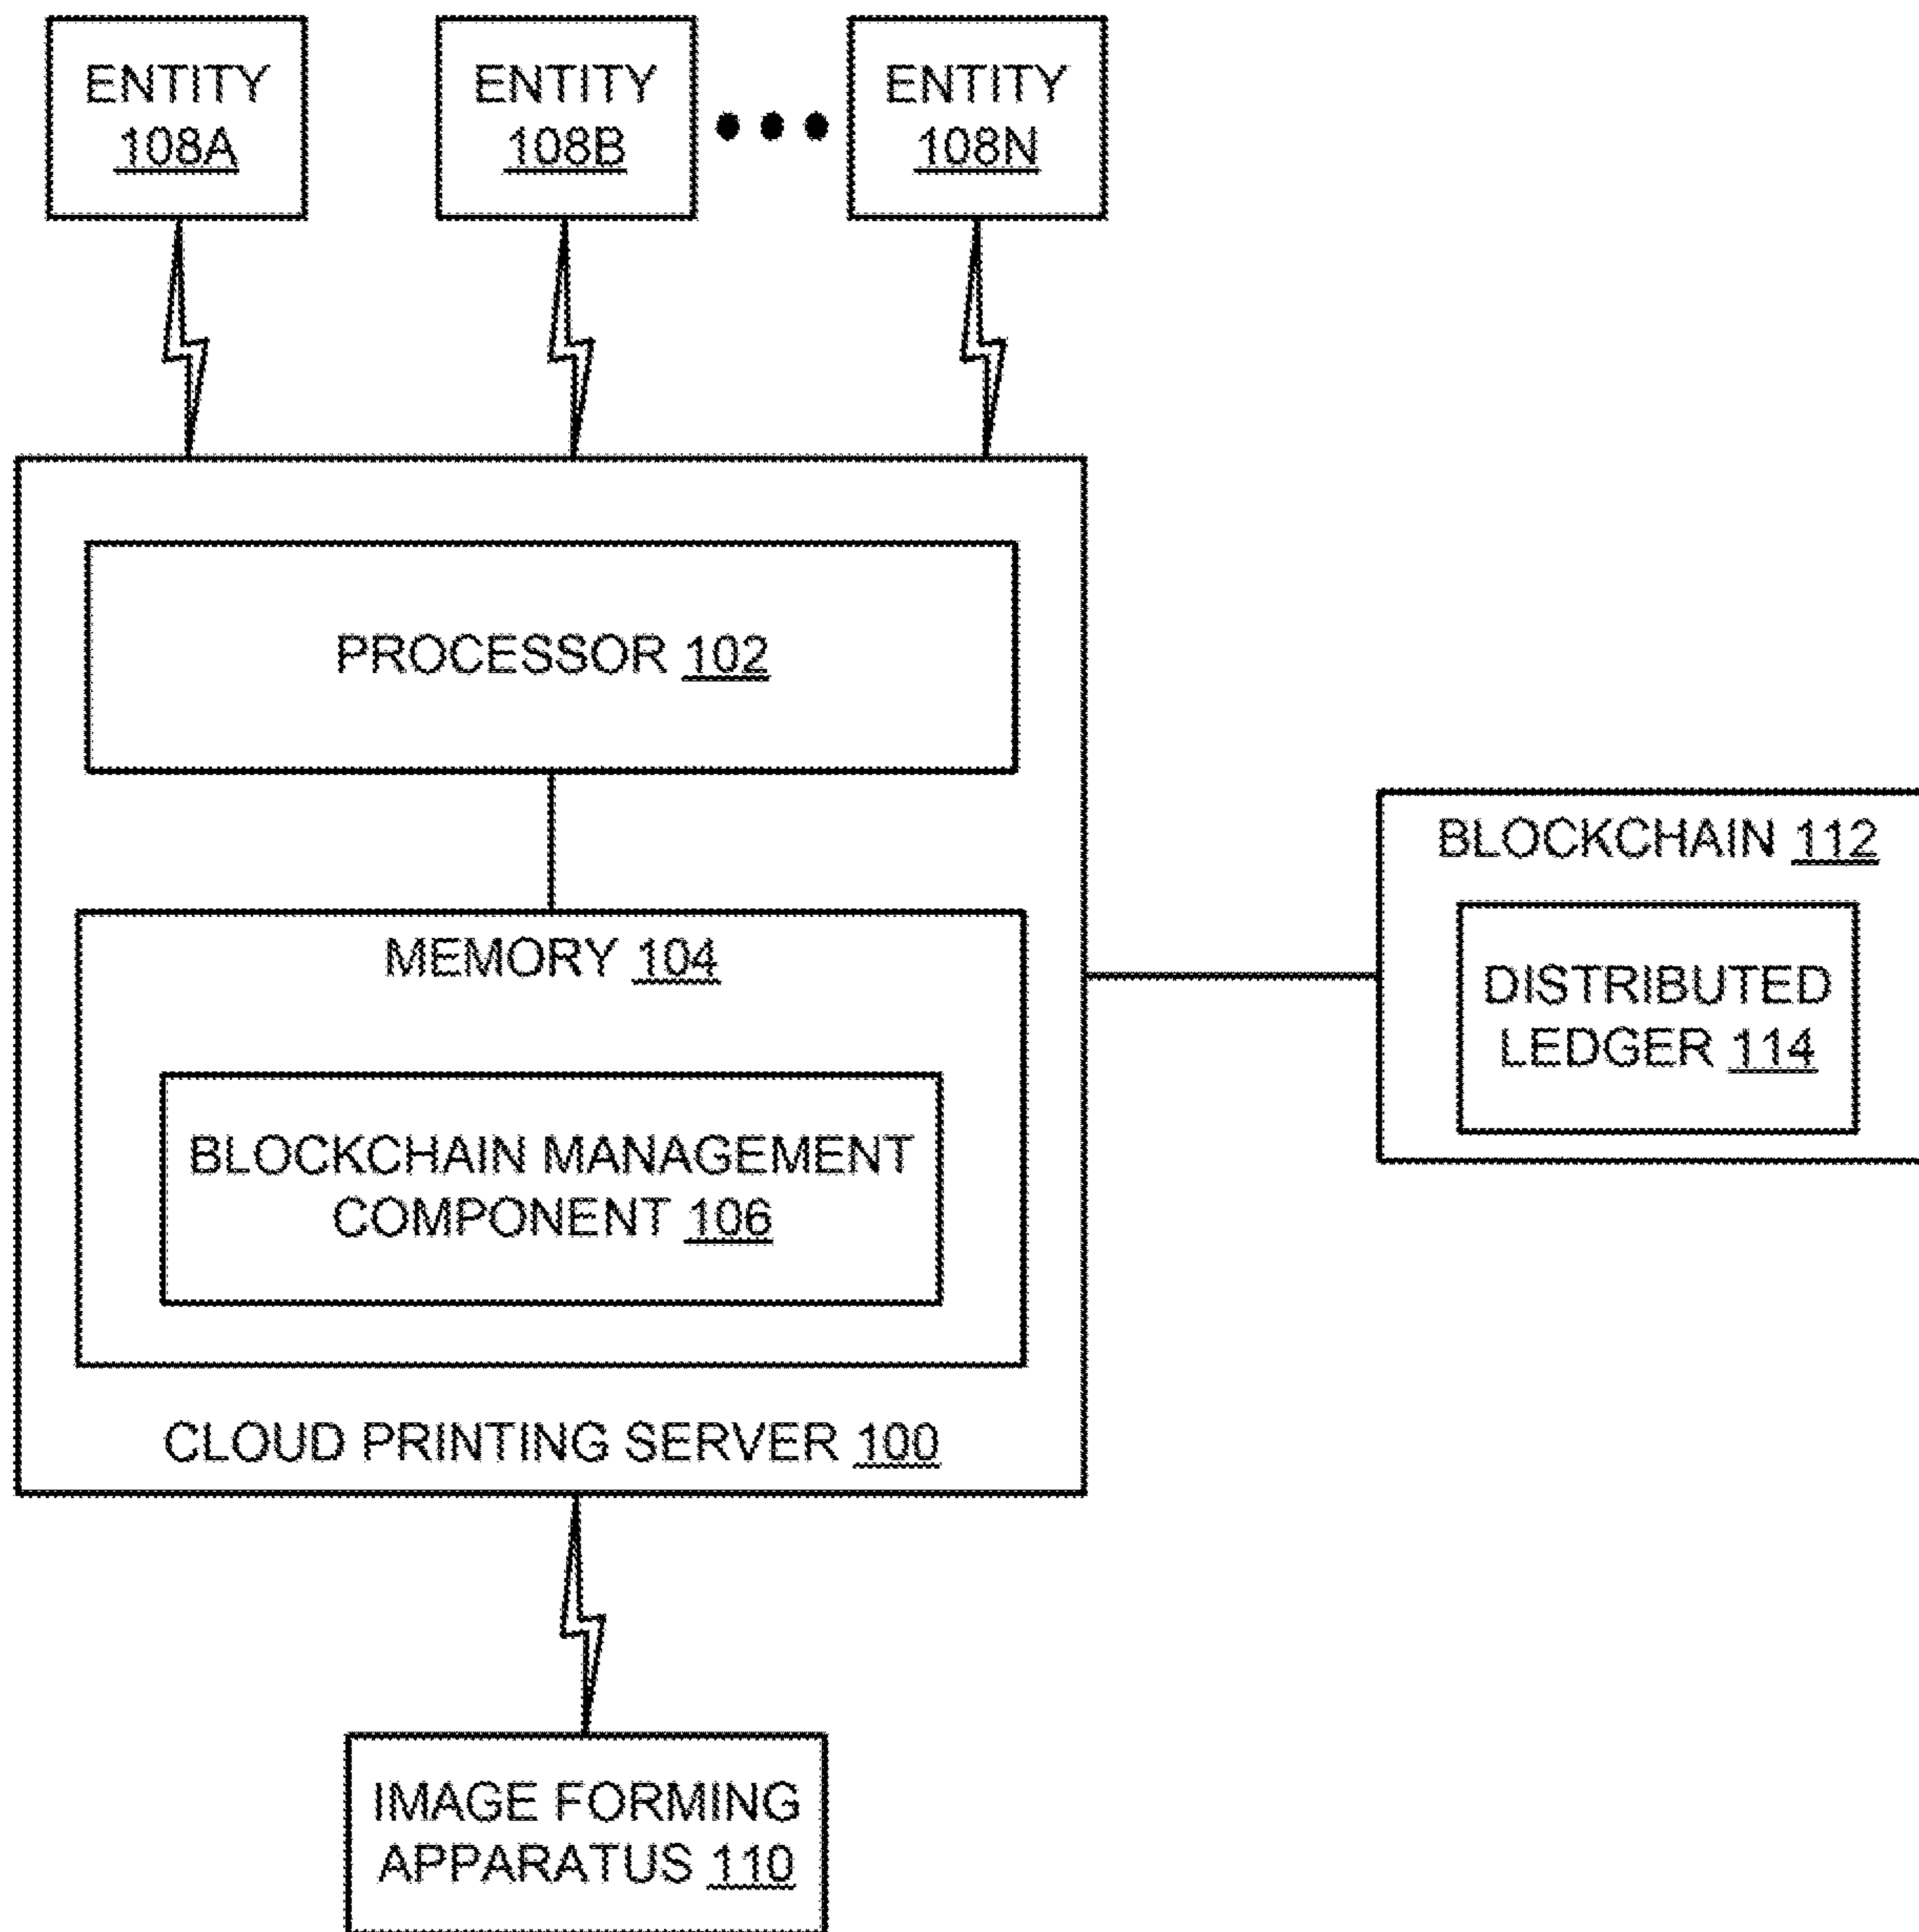 ENTITY
108A
ENTITY
108B
ENTITY
108N
PROCESSOR 102
MEMORY 104
BLOCKCHAIN MANAGEMENT
COMPONENT 106
CLOUD PRINTING SERVER 100
BLOCKCHAIN 112
DISTRIBUTED
LEDGER 114
IMAGE FORMING
APPARATUS 110